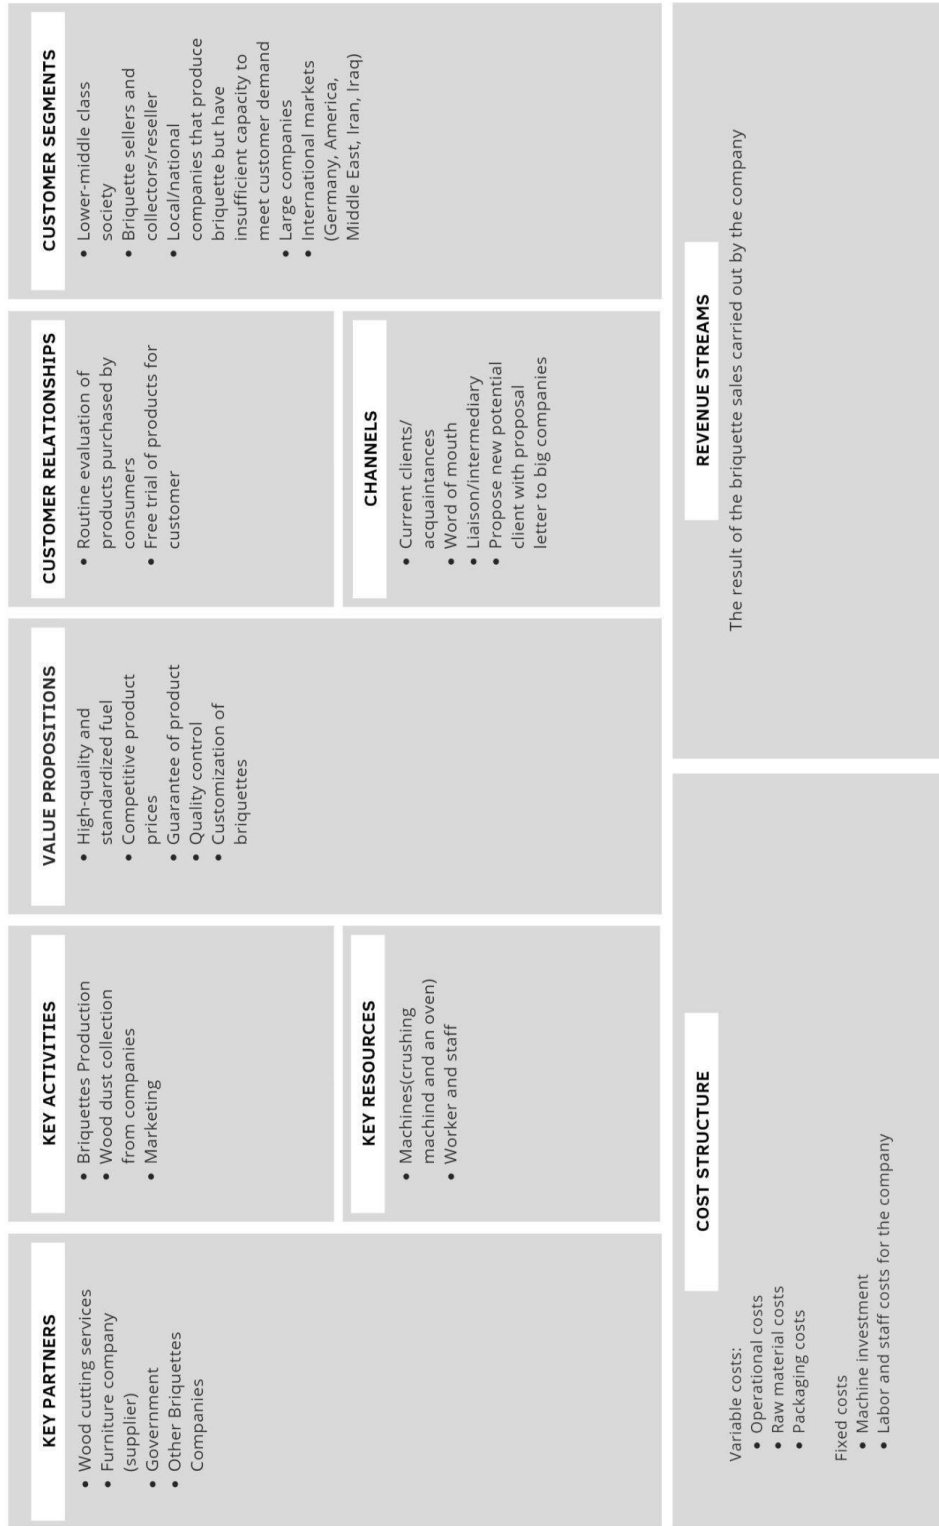 KEY PARTNERS
• Wood cutting services
• Furniture company
(supplier)
• Government
• Other Briquettes
Companies
KEY ACTIVITIES
• Briquettes Production
• Wood dust collection
from companies
• Marketing
KEY RESOURCES
• Machines(crushing
machind and an oven)
• Worker and staff
VALUE PROPOSITIONS
• High-quality and
standardized fuel
• Competitive product
prices
• Guarantee of product
• Quality control
• Customization of
briquettes
CUSTOMER RELATIONSHIPS
• Routine evaluation of
products purchased by
consumers
• Free trial of products for
customer
CHANNELS
• Current clients/
acquaintances
• Word of mouth
• Liaison/intermediary
• Propose new potential
client with proposal
letter to big companies
CUSTOMER SEGMENTS
• Lower-middle class
society
• Briquette sellers and
collectors/reseller
• Local/national
companies that produce
briquette but have
insufficient capacity to
meet customer demand
• Large companies
• International markets
(Germany, America,
Middle East, Iran, Iraq)
COST STRUCTURE
Variable costs:
• Operational costs
• Raw material costs
• Packaging costs
Fixed costs
• Machine investment
• Labor and staff costs for the company
REVENUE STREAMS
The result of the briquette sales carried out by the company